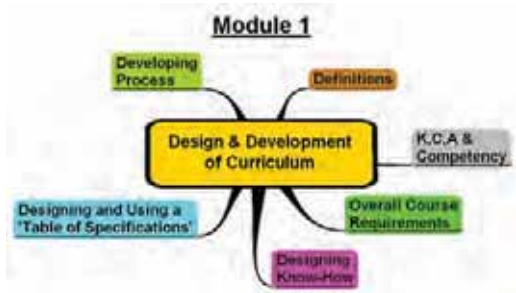 Module 1
Developing
Process
Definitions
Design & Development
of Curriculum
K.C.A &
Competency
Designing and Using a
'Table of Specifications'
Overall Course
Requirements
Designing
Know-How